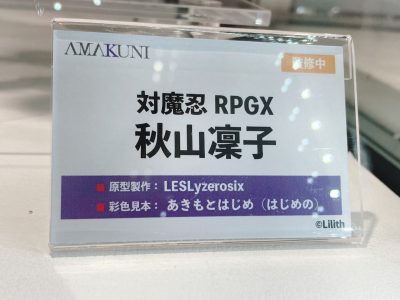 AMAKUNI
監修中
対魔忍 RPGX
秋山凜子
■ 原型製作：LESLyzerosix
■ 彩色見本：あきもとはじめ（はじめの）
©Lilith